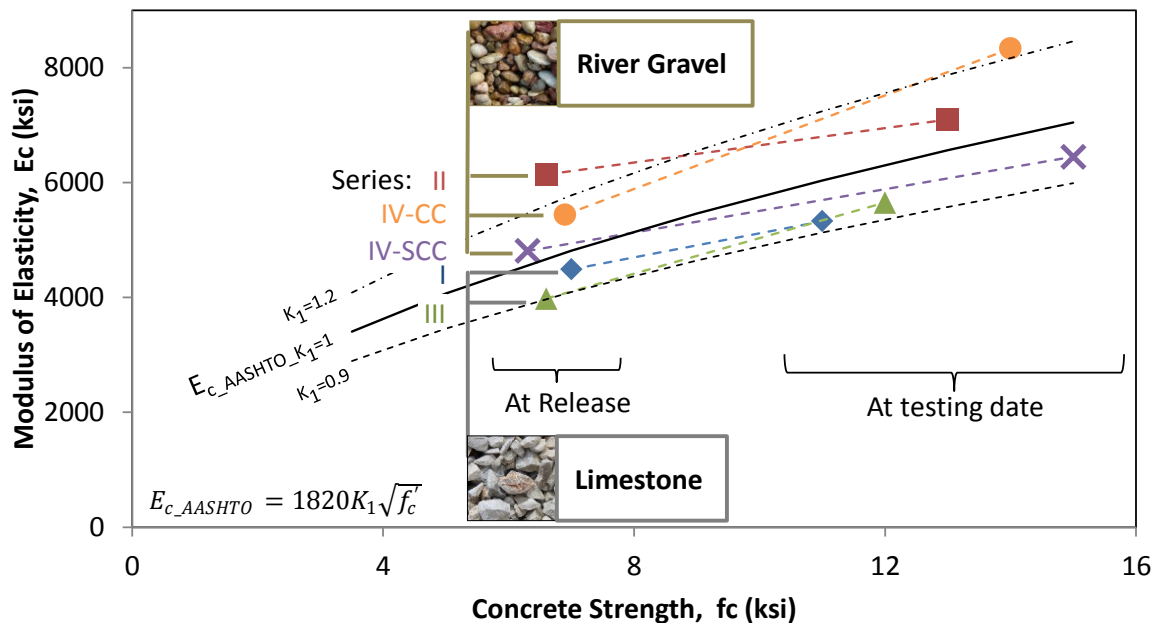 Modulus of Elasticity, Ec (ksi)
8000
6000
4000
2000
0
0
4
8
12
16
Concrete Strength, fc (ksi)
River Gravel
Series: II
IV-CC
IV-SCC
I
III
K1=1.2
Ec_AASHTO_K1=1
K1=0.9
At Release
At testing date
Limestone
Ec_AASHTO = 1820K1√fc′